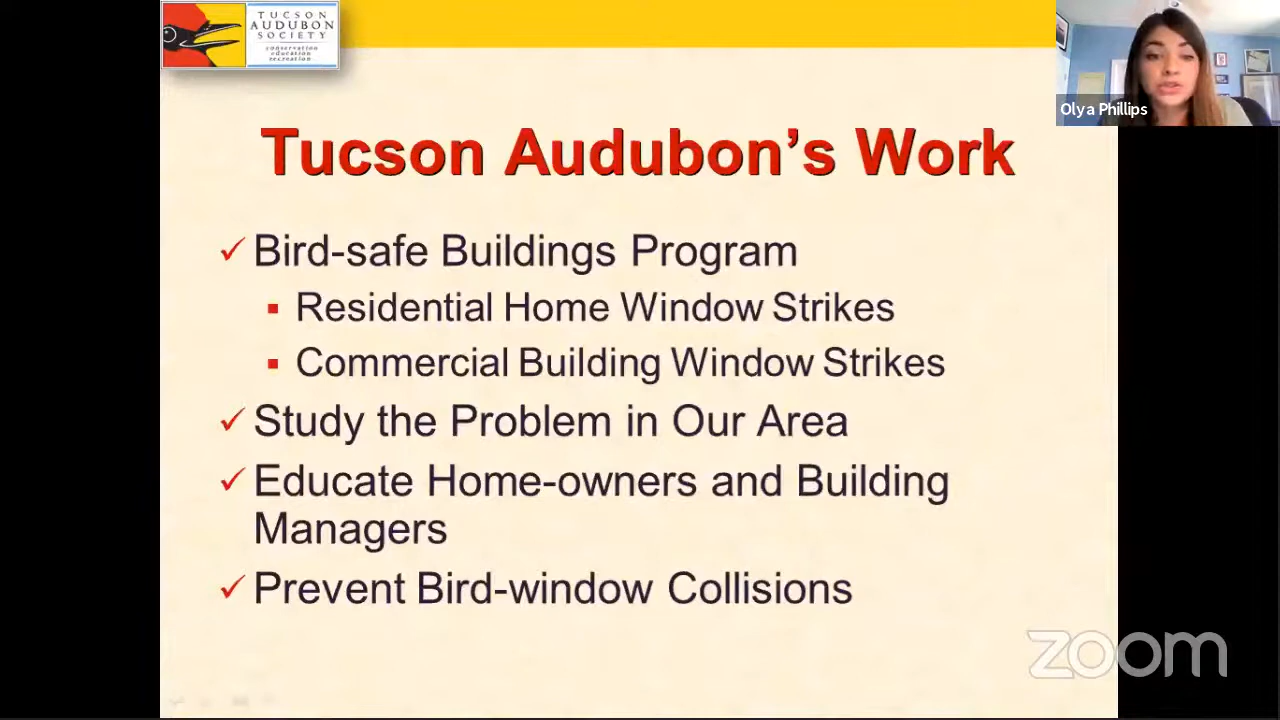 TUCSON
AUDUBON
SOCIETY
conservation
education
recreation
Olya Phillips
Tucson Audubon's Work
Bird-safe Buildings Program
Residential Home Window Strikes
Commercial Building Window Strikes
Study the Problem in Our Area
Educate Home-owners and Building
Managers
Prevent Bird-window Collisions
zoom